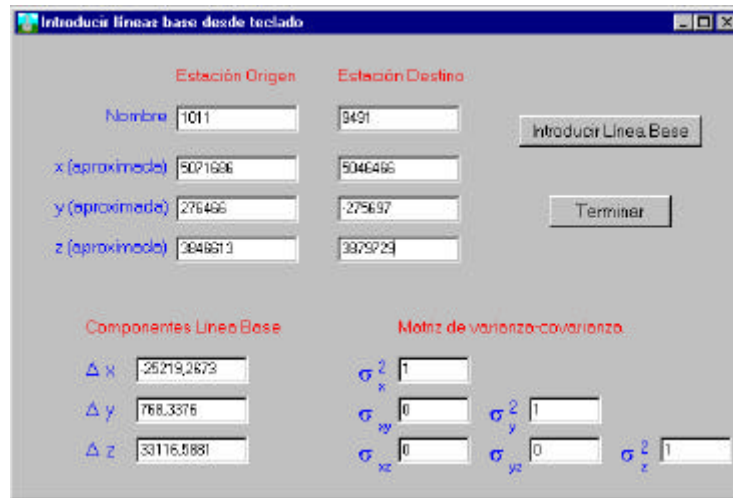 Introducir líneas base desde teclado
Estación Origen Estación Destino
Nombre 1011 9491
Introducir Línea Base
x (aproximada) 5071686 5046466
y (aproximada) 276466 -275697
Terminar
z (aproximada) 3846613 3879729
Componentes Línea Base Matriz de varianza-covarianza
Δ x -25219,2673 σ 2 x 1
Δ y 768,3376 σ xy 0 σ 2 y 1
Δ z 33116,5881 σ xz 0 σ yz 0 σ 2 z 1